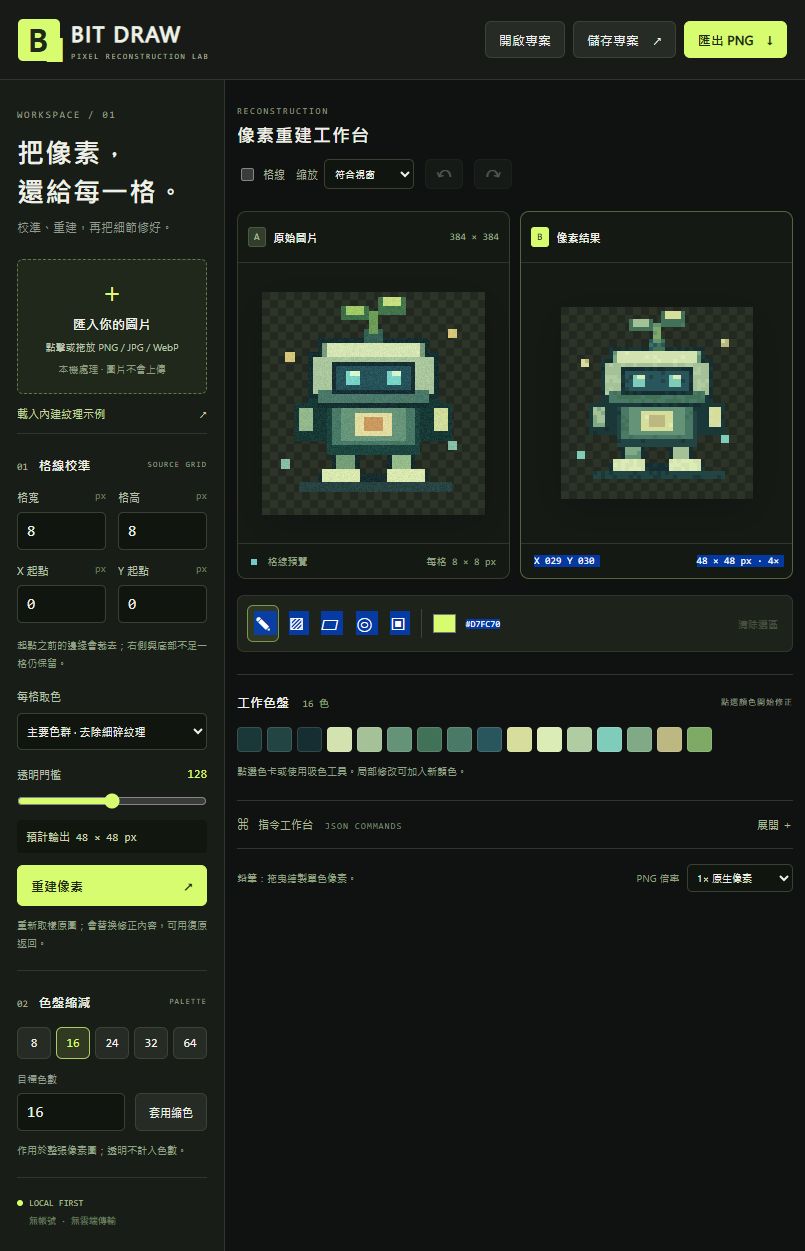 B BIT DRAW
PIXEL RECONSTRUCTION LAB
開啟專案
儲存專案 ↗
匯出 PNG ↓
WORKSPACE / 01
把像素，
還給每一格。
校準、重建，再把細節修好。
+
匯入你的圖片
點擊或拖放 PNG / JPG / WebP
本機處理 · 圖片不會上傳
載入內建紋理示例 ↗
01 格線校準 SOURCE GRID
格寬 px 格高 px
8 8
X 起點 px Y 起點 px
0 0
起點之前的邊緣會裁去；右側與底部不足一
格仍保留。
每格取色
主要色群 · 去除細碎紋理
透明門檻 128
預計輸出 48 × 48 px
重建像素 ↗
重新取樣原圖；會替換修正內容，可用復原
返回。
02 色盤縮減 PALETTE
8 16 24 32 64
目標色數
16 套用縮色
作用於整張像素圖；透明不計入色數。
LOCAL FIRST
無帳號 · 無雲端傳輸
RECONSTRUCTION
像素重建工作台
格線 縮放 符合視窗
A 原始圖片 384 × 384
格線預覽 每格 8 × 8 px
B 像素結果
X 029 Y 030 48 × 48 px · 4×
#D7FC70 清除選區
工作色盤 16 色 點選顏色開始修正
點選色卡或使用吸色工具。局部修改可加入新顏色。
⌘ 指令工作台 JSON COMMANDS 展開 +
鉛筆：拖曳繪製單色像素。 PNG 倍率 1× 原生像素